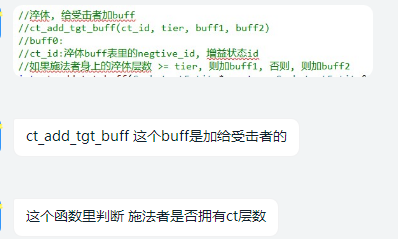 //淬体, 给受击者加buff
//ct_add_tgt_buff(ct_id, tier, buff1, buff2)
//buff0:
//ct_id:淬体buff表里的negtive_id, 增益状态id
//如果施法者身上的淬体层数 >= tier, 则加buff1, 否则, 则加buff2
ct_add_tgt_buff 这个buff是加给受击者的
这个函数里判断 施法者是否拥有ct层数